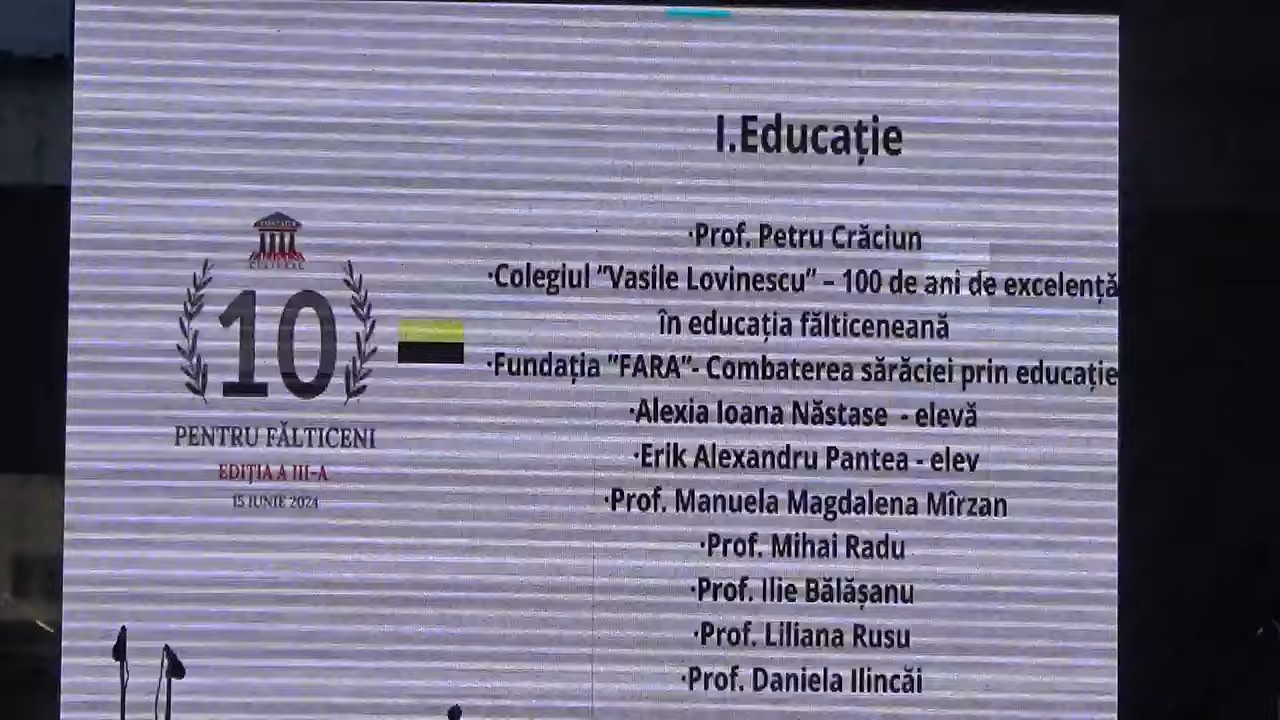 I.Educație
·Prof. Petru Crăciun
·Colegiul "Vasile Lovinescu" – 100 de ani de excelență
în educația fălticeneană
·Fundația "FARA"- Combaterea sărăciei prin educație
·Alexia Ioana Năstase - elevă
·Erik Alexandru Pantea - elev
·Prof. Manuela Magdalena Mîrzan
·Prof. Mihai Radu
·Prof. Ilie Bălășanu
·Prof. Liliana Rusu
·Prof. Daniela Ilincăi
CULTURAL
10
PENTRU FĂLTICENI
EDIȚIA A III-A
15 IUNIE 2024